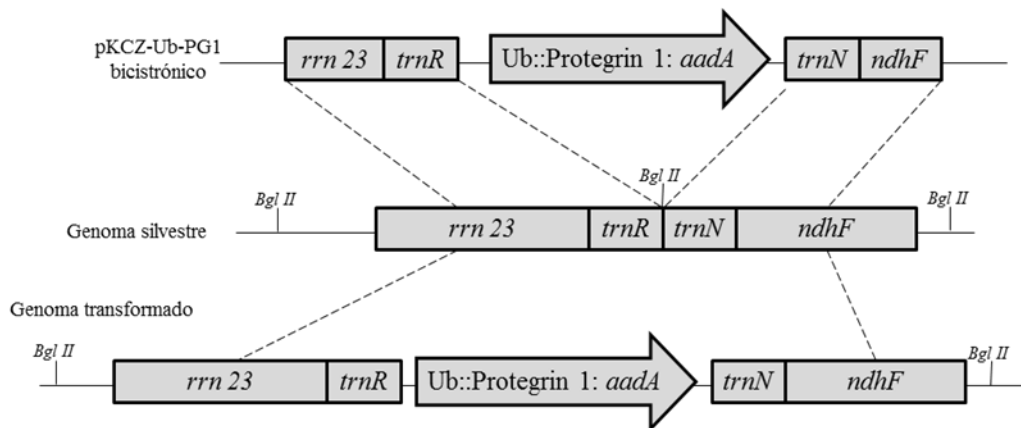 pKCZ-Ub-PG1
bicistrónico
rrn 23 trnR Ub::Protegrin 1: aadA trnN ndhF
Bgl II Bgl II Bgl II
Genoma silvestre rrn 23 trnR trnN ndhF
Genoma transformado
Bgl II Bgl II
rrn 23 trnR Ub::Protegrin 1: aadA trnN ndhF